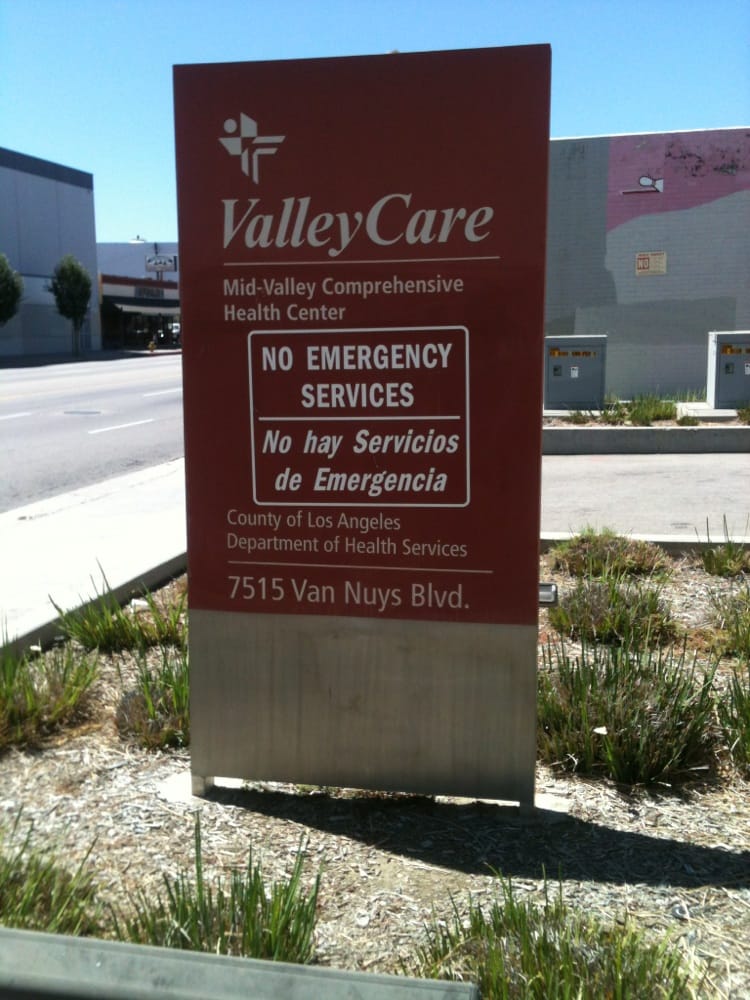 ValleyCare
Mid-Valley Comprehensive
Health Center
NO EMERGENCY
SERVICES
No hay Servicios
de Emergencia
County of Los Angeles
Department of Health Services
7515 Van Nuys Blvd.
NO